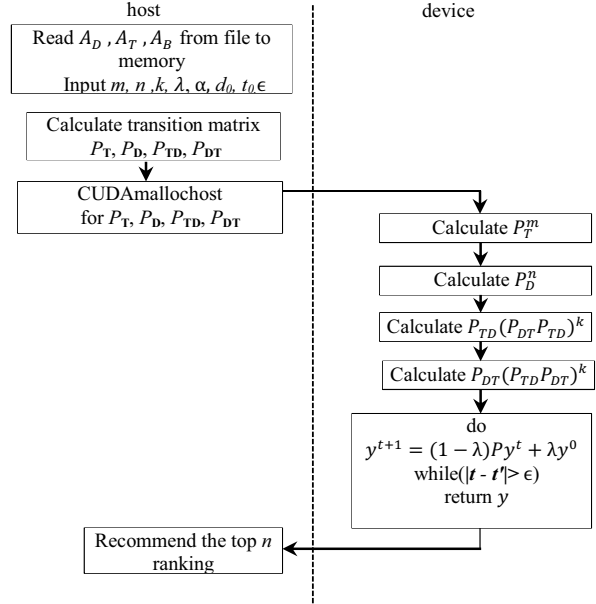 host
device
Read A_D , A_T , A_B from file to
memory
Input m, n ,k, λ, α, d_0, t_0,ϵ
Calculate transition matrix
P_T, P_D, P_TD, P_DT
CUDAmallochost
for P_T, P_D, P_TD, P_DT
Calculate P_T^m
Calculate P_D^n
Calculate P_TD(P_DT P_TD)^k
Calculate P_DT(P_TD P_DT)^k
do
y^{t+1} = (1 − λ)Py^t + λy^0
while(|t - t'|> ϵ)
return y
Recommend the top n
ranking